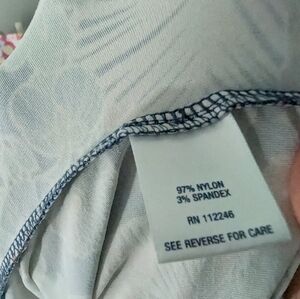 97% NYLON
3% SPANDEX
RN 112246
SEE REVERSE FOR CARE